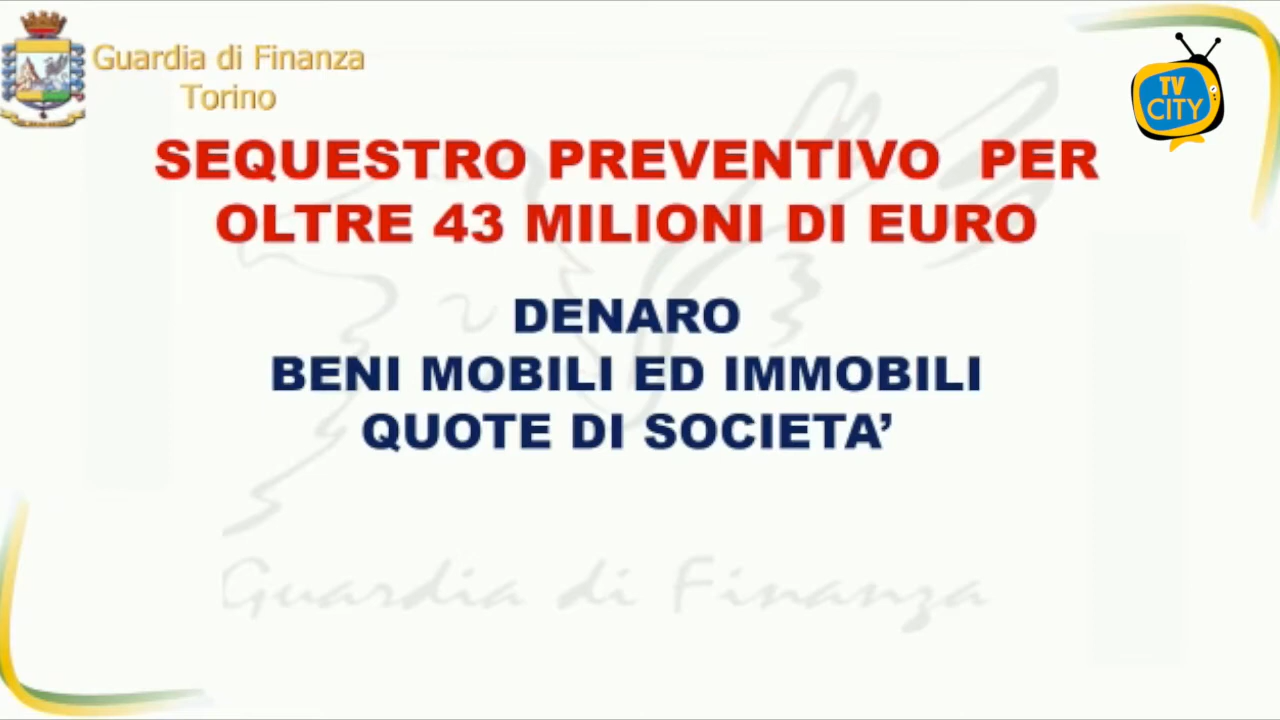 Guardia di Finanza
Torino
TV
CITY
SEQUESTRO PREVENTIVO PER
OLTRE 43 MILIONI DI EURO
DENARO
BENI MOBILI ED IMMOBILI
QUOTE DI SOCIETA’
Guardia di Finanza